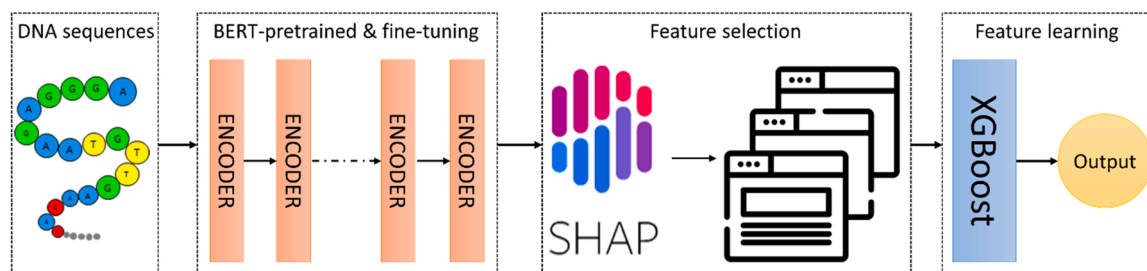 DNA sequences
BERT-pretrained & fine-tuning
Feature selection
Feature learning
A G G G A
G A A T G T
T
G
A
A
A
ENCODER
ENCODER
ENCODER
ENCODER
SHAP
XGBoost
Output